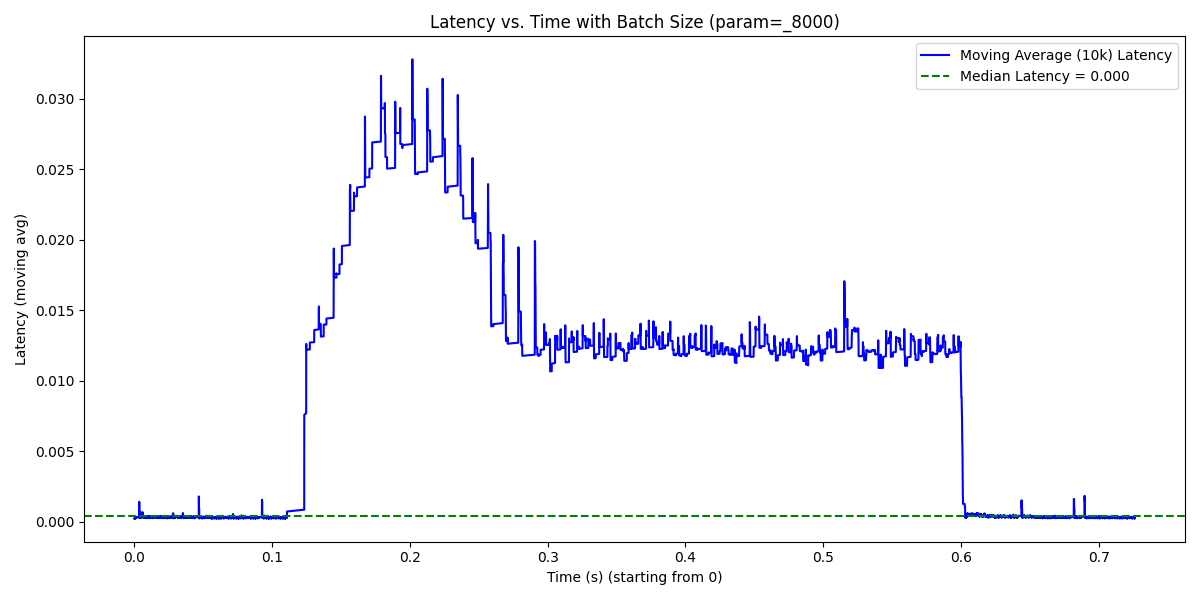 Latency vs. Time with Batch Size (param=_8000)
Moving Average (10k) Latency
Median Latency = 0.000
Latency (moving avg)
0.030
0.025
0.020
0.015
0.010
0.005
0.000
0.0 0.1 0.2 0.3 0.4 0.5 0.6 0.7
Time (s) (starting from 0)